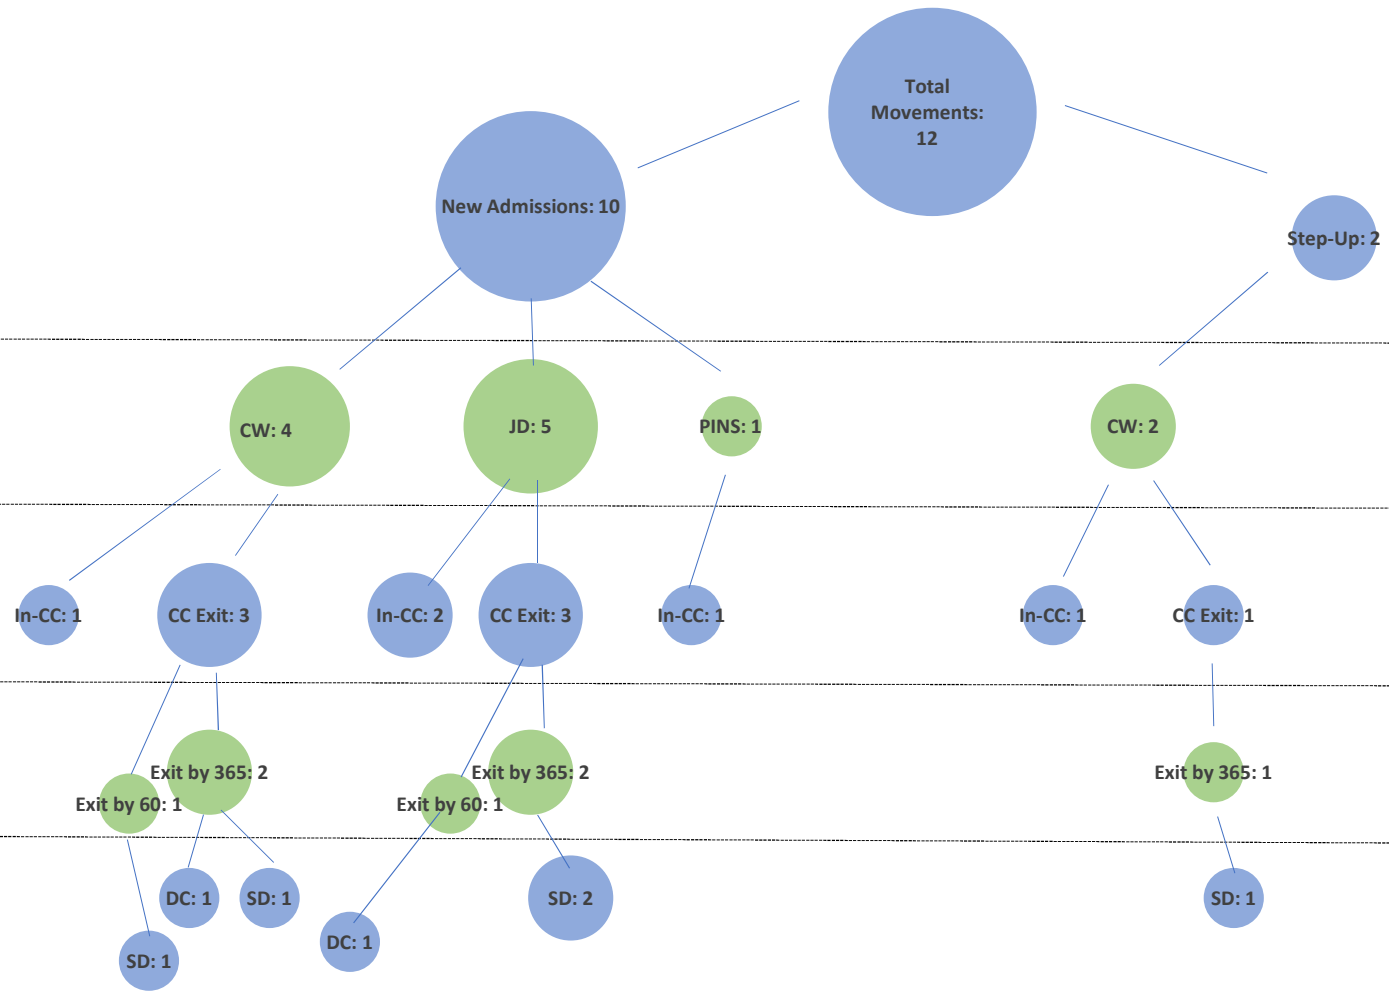 Total
Movements:
12
New Admissions: 10
Step-Up: 2
CW: 4
JD: 5
PINS: 1
CW: 2
In-CC: 1
CC Exit: 3
In-CC: 2
CC Exit: 3
In-CC: 1
In-CC: 1
CC Exit: 1
Exit by 365: 2
Exit by 60: 1
Exit by 365: 2
Exit by 60: 1
Exit by 365: 1
DC: 1
SD: 1
SD: 2
SD: 1
DC: 1
SD: 1